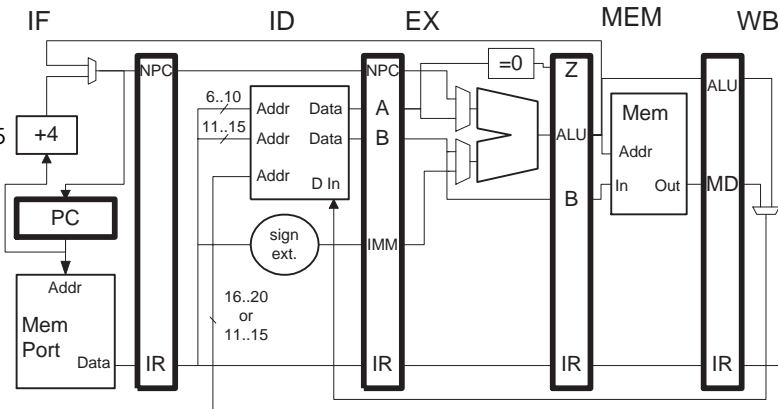 IF ID EX MEM WB
NPC NPC =0 Z
6..10
Addr Data A
ALU
5 +4
11..15
Addr Data B
ALU
Mem
Addr
Addr
D In
In Out MD
PC
B
sign
ext.
IMM
Addr
16..20
or
11..15
Mem
Port
Data IR IR IR IR